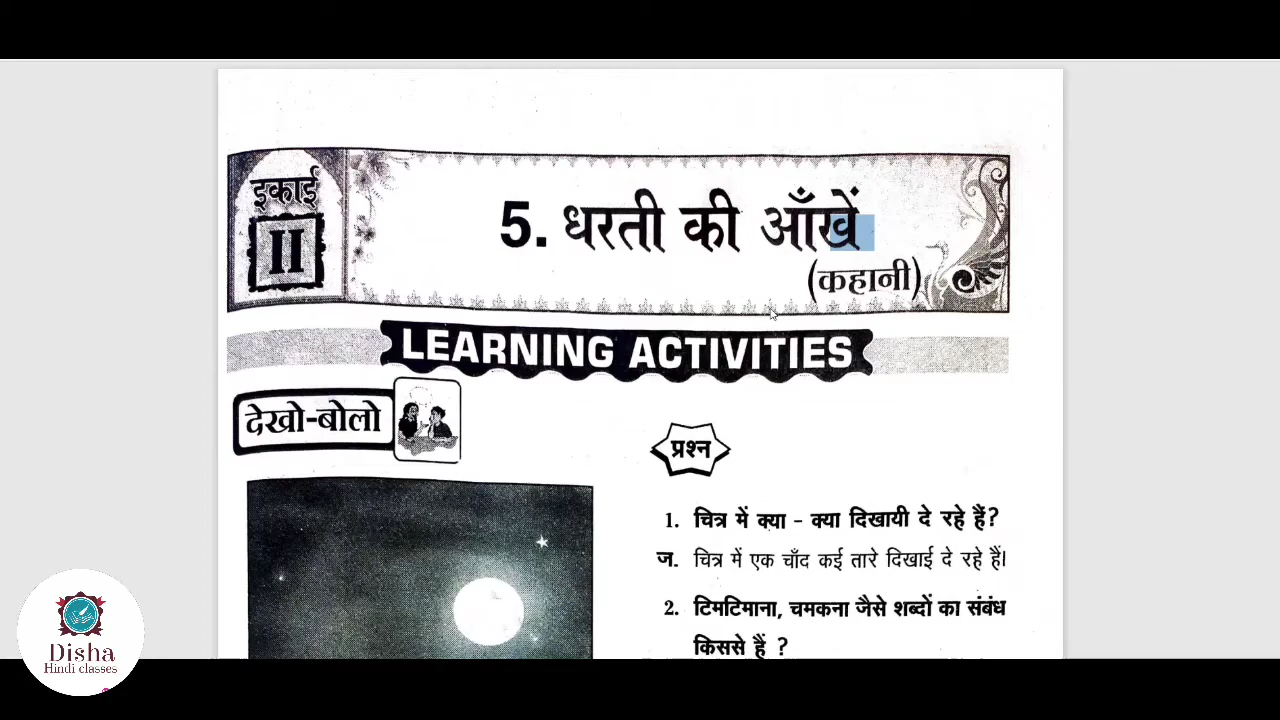 इकाई
II
5. धरती की आँखें
(कहानी)
LEARNING ACTIVITIES
देखो-बोलो
प्रश्न
1. चित्र में क्या - क्या दिखायी दे रहे हैं?
ज. चित्र में एक चाँद कई तारे दिखाई दे रहे हैं।
2. टिमटिमाना, चमकना जैसे शब्दों का संबंध
किससे हैं ?
Disha
Hindi classes